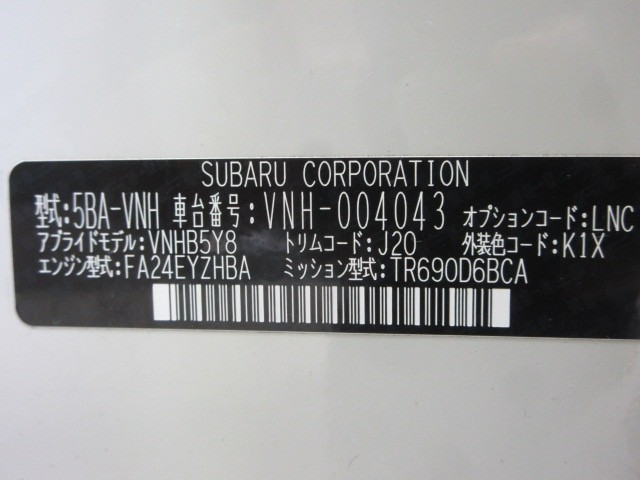 SUBARU CORPORATION
型式:5BA-VNH 車台番号:VNH-004043 オプションコード:LNC
アプライドモデル:VNHB5Y8 トリムコード:J20 外装色コード:K1X
エンジン型式:FA24EYZHBA ミッション型式:TR690D6BCA